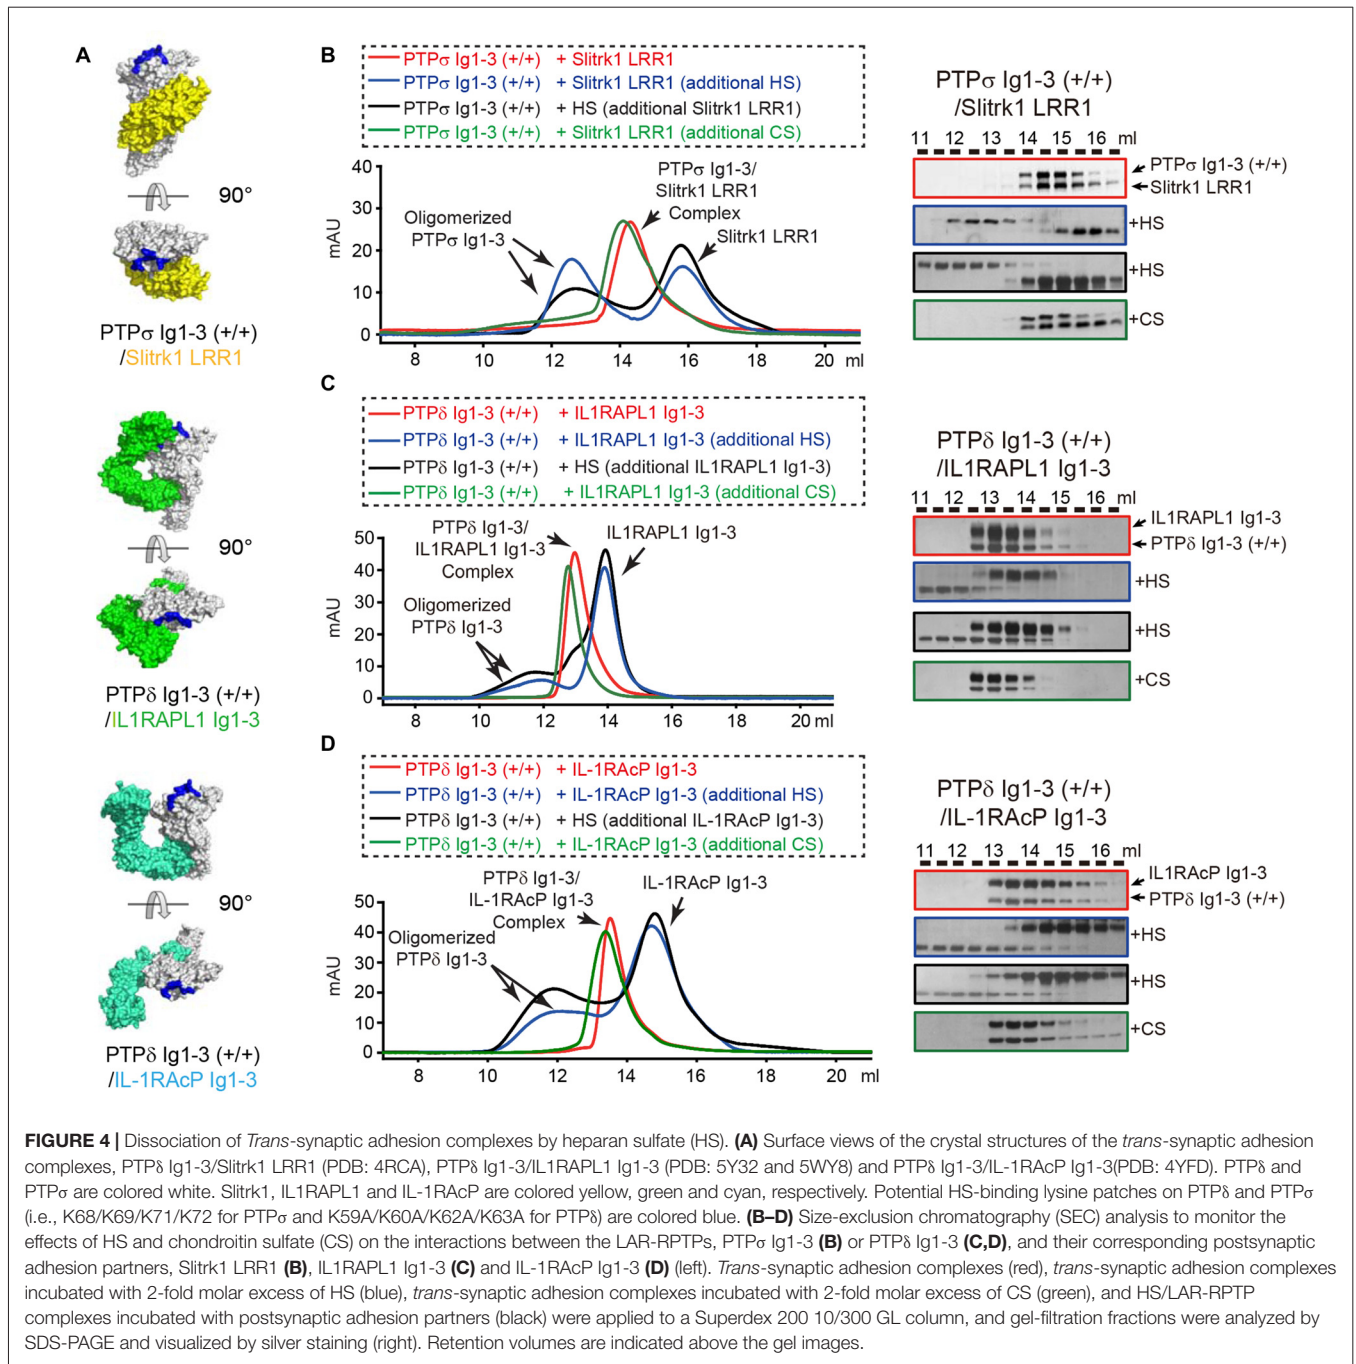 A
PTPσ Ig1-3 (+/+)
/Slitrk1 LRR1
90°
90°
PTPδ Ig1-3 (+/+)
/IL1RAPL1 Ig1-3
90°
PTPδ Ig1-3 (+/+)
/IL-1RAcP Ig1-3
B
PTPσ Ig1-3 (+/+) + Slitrk1 LRR1
PTPσ Ig1-3 (+/+) + Slitrk1 LRR1 (additional HS)
PTPσ Ig1-3 (+/+) + HS (additional Slitrk1 LRR1)
PTPσ Ig1-3 (+/+) + Slitrk1 LRR1 (additional CS)
40
30
20
10
0
mAU
Oligomerized
PTPσ Ig1-3
PTPσ Ig1-3/
Slitrk1 LRR1
Complex
Slitrk1 LRR1
8 10 12 14 16 18 20 ml
PTPσ Ig1-3 (+/+)
/Slitrk1 LRR1
11 12 13 14 15 16 ml
PTPσ Ig1-3 (+/+)
Slitrk1 LRR1
+HS
+HS
+CS
C
PTPδ Ig1-3 (+/+) + IL1RAPL1 Ig1-3
PTPδ Ig1-3 (+/+) + IL1RAPL1 Ig1-3 (additional HS)
PTPδ Ig1-3 (+/+) + HS (additional IL1RAPL1 Ig1-3)
PTPδ Ig1-3 (+/+) + IL1RAPL1 Ig1-3 (additional CS)
50
40
30
20
10
0
mAU
PTPδ Ig1-3/
IL1RAPL1 Ig1-3
Complex
IL1RAPL1 Ig1-3
Oligomerized
PTPδ Ig1-3
8 10 12 14 16 18 20 ml
PTPδ Ig1-3 (+/+)
/IL1RAPL1 Ig1-3
11 12 13 14 15 16 ml
IL1RAPL1 Ig1-3
PTPδ Ig1-3 (+/+)
+HS
+HS
+CS
D
PTPδ Ig1-3 (+/+) + IL-1RAcP Ig1-3
PTPδ Ig1-3 (+/+) + IL-1RAcP Ig1-3 (additional HS)
PTPδ Ig1-3 (+/+) + HS (additional IL-1RAcP Ig1-3)
PTPδ Ig1-3 (+/+) + IL-1RAcP Ig1-3 (additional CS)
50
40
30
20
10
0
mAU
PTPδ Ig1-3/
IL-1RAcP Ig1-3
Complex
IL-1RAcP Ig1-3
Oligomerized
PTPδ Ig1-3
8 10 12 14 16 18 20 ml
PTPδ Ig1-3 (+/+)
/IL-1RAcP Ig1-3
11 12 13 14 15 16 ml
IL1RAcP Ig1-3
PTPδ Ig1-3 (+/+)
+HS
+HS
+CS
FIGURE 4 | Dissociation of Trans-synaptic adhesion complexes by heparan sulfate (HS). (A) Surface views of the crystal structures of the trans-synaptic adhesion
complexes, PTPδ Ig1-3/Slitrk1 LRR1 (PDB: 4RCA), PTPδ Ig1-3/IL1RAPL1 Ig1-3 (PDB: 5Y32 and 5WY8) and PTPδ Ig1-3/IL-1RAcP Ig1-3(PDB: 4YFD). PTPδ and
PTPσ are colored white. Slitrk1, IL1RAPL1 and IL-1RAcP are colored yellow, green and cyan, respectively. Potential HS-binding lysine patches on PTPδ and PTPσ
(i.e., K68/K69/K71/K72 for PTPσ and K59A/K60A/K62A/K63A for PTPδ) are colored blue. (B–D) Size-exclusion chromatography (SEC) analysis to monitor the
effects of HS and chondroitin sulfate (CS) on the interactions between the LAR-RPTPs, PTPσ Ig1-3 (B) or PTPδ Ig1-3 (C,D), and their corresponding postsynaptic
adhesion partners, Slitrk1 LRR1 (B), IL1RAPL1 Ig1-3 (C) and IL-1RAcP Ig1-3 (D) (left). Trans-synaptic adhesion complexes (red), trans-synaptic adhesion complexes
incubated with 2-fold molar excess of HS (blue), trans-synaptic adhesion complexes incubated with 2-fold molar excess of CS (green), and HS/LAR-RPTP
complexes incubated with postsynaptic adhesion partners (black) were applied to a Superdex 200 10/300 GL column, and gel-filtration fractions were analyzed by
SDS-PAGE and visualized by silver staining (right). Retention volumes are indicated above the gel images.